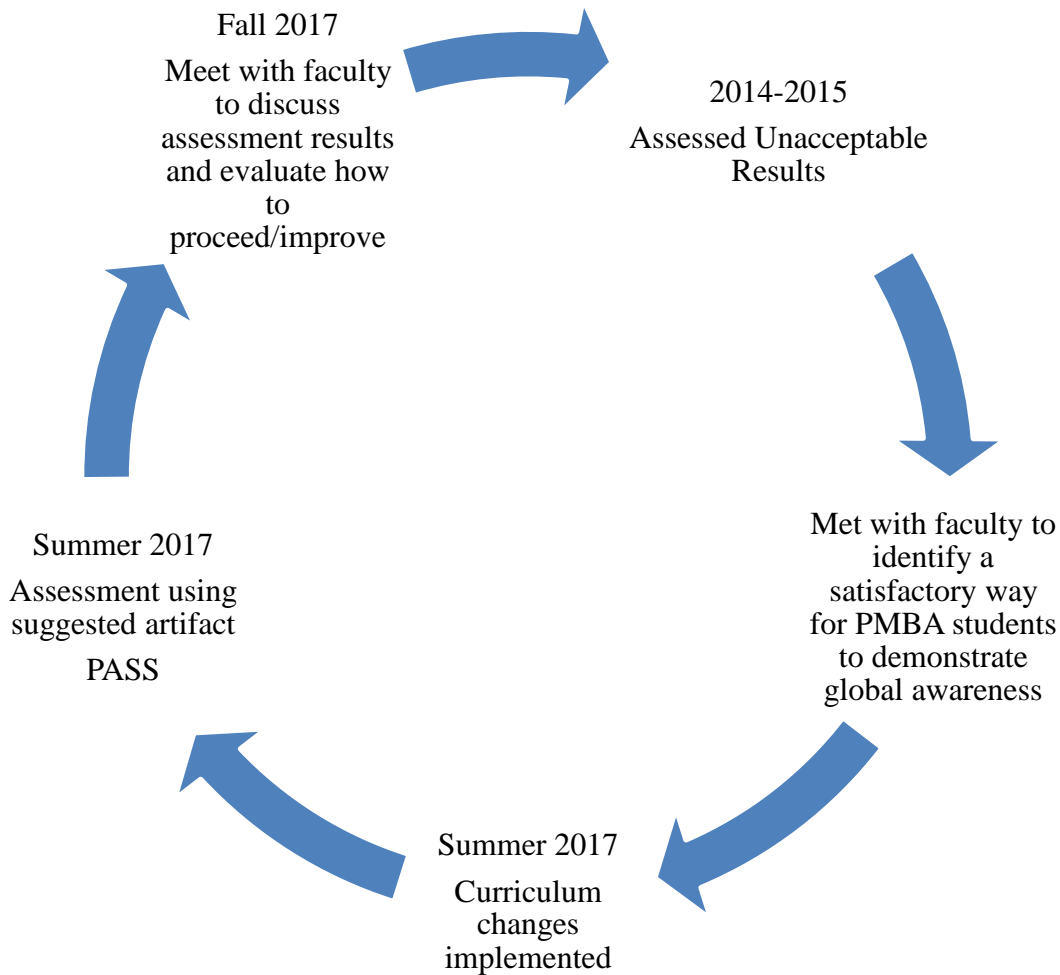 Fall 2017
Meet with faculty
to discuss
assessment results
and evaluate how
to
proceed/improve
2014-2015
Assessed Unacceptable
Results
Met with faculty to
identify a
satisfactory way
for PMBA students
to demonstrate
global awareness
Summer 2017
Curriculum
changes
implemented
Summer 2017
Assessment using
suggested artifact
PASS